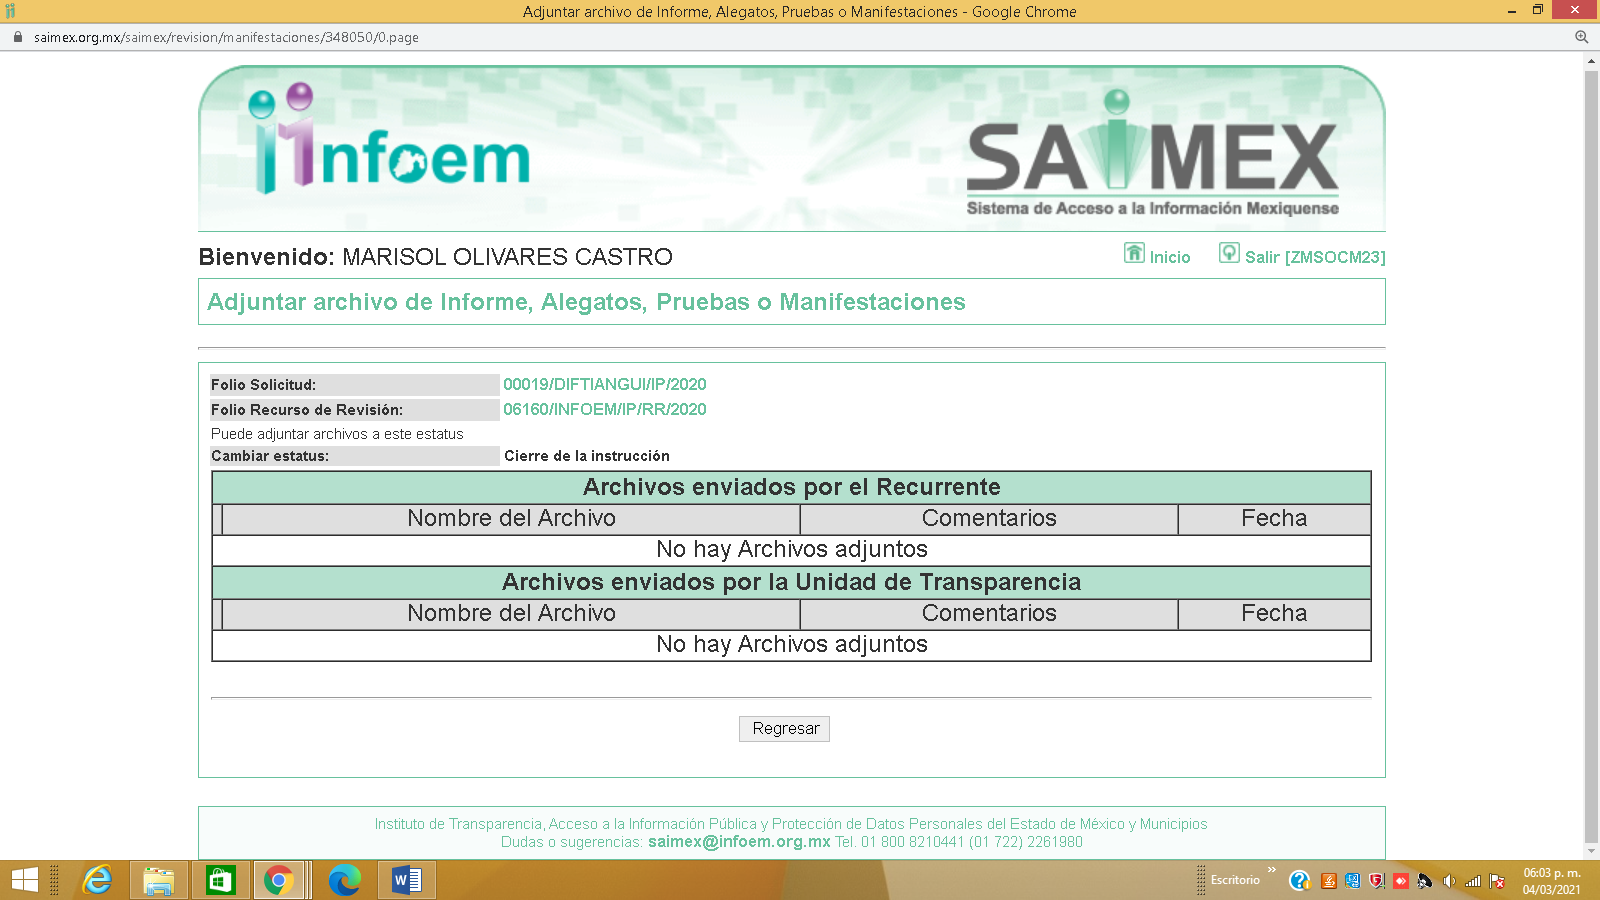 Adjuntar archivo de Informe, Alegatos, Pruebas o Manifestaciones - Google Chrome
saimex.org.mx/saimex/revision/manifestaciones/348050/0.page
infoem
SAIMEX
Sistema de Acceso a la Información Mexiquense
Bienvenido: MARISOL OLIVARES CASTRO
Inicio
Salir [ZMSOCM23]
Adjuntar archivo de Informe, Alegatos, Pruebas o Manifestaciones
Folio Solicitud: 00019/DIFTIANGUI/IP/2020
Folio Recurso de Revisión: 06160/INFOEM/IP/RR/2020
Puede adjuntar archivos a este estatus
Cambiar estatus: Cierre de la instrucción
Archivos enviados por el Recurrente
Nombre del Archivo Comentarios Fecha
No hay Archivos adjuntos
Archivos enviados por la Unidad de Transparencia
Nombre del Archivo Comentarios Fecha
No hay Archivos adjuntos
Regresar
Instituto de Transparencia, Acceso a la Información Pública y Protección de Datos Personales del Estado de México y Municipios
Dudas o sugerencias: saimex@infoem.org.mx Tel. 01 800 8210441 (01 722) 2261980
Escritorio
06:03 p. m.
04/03/2021